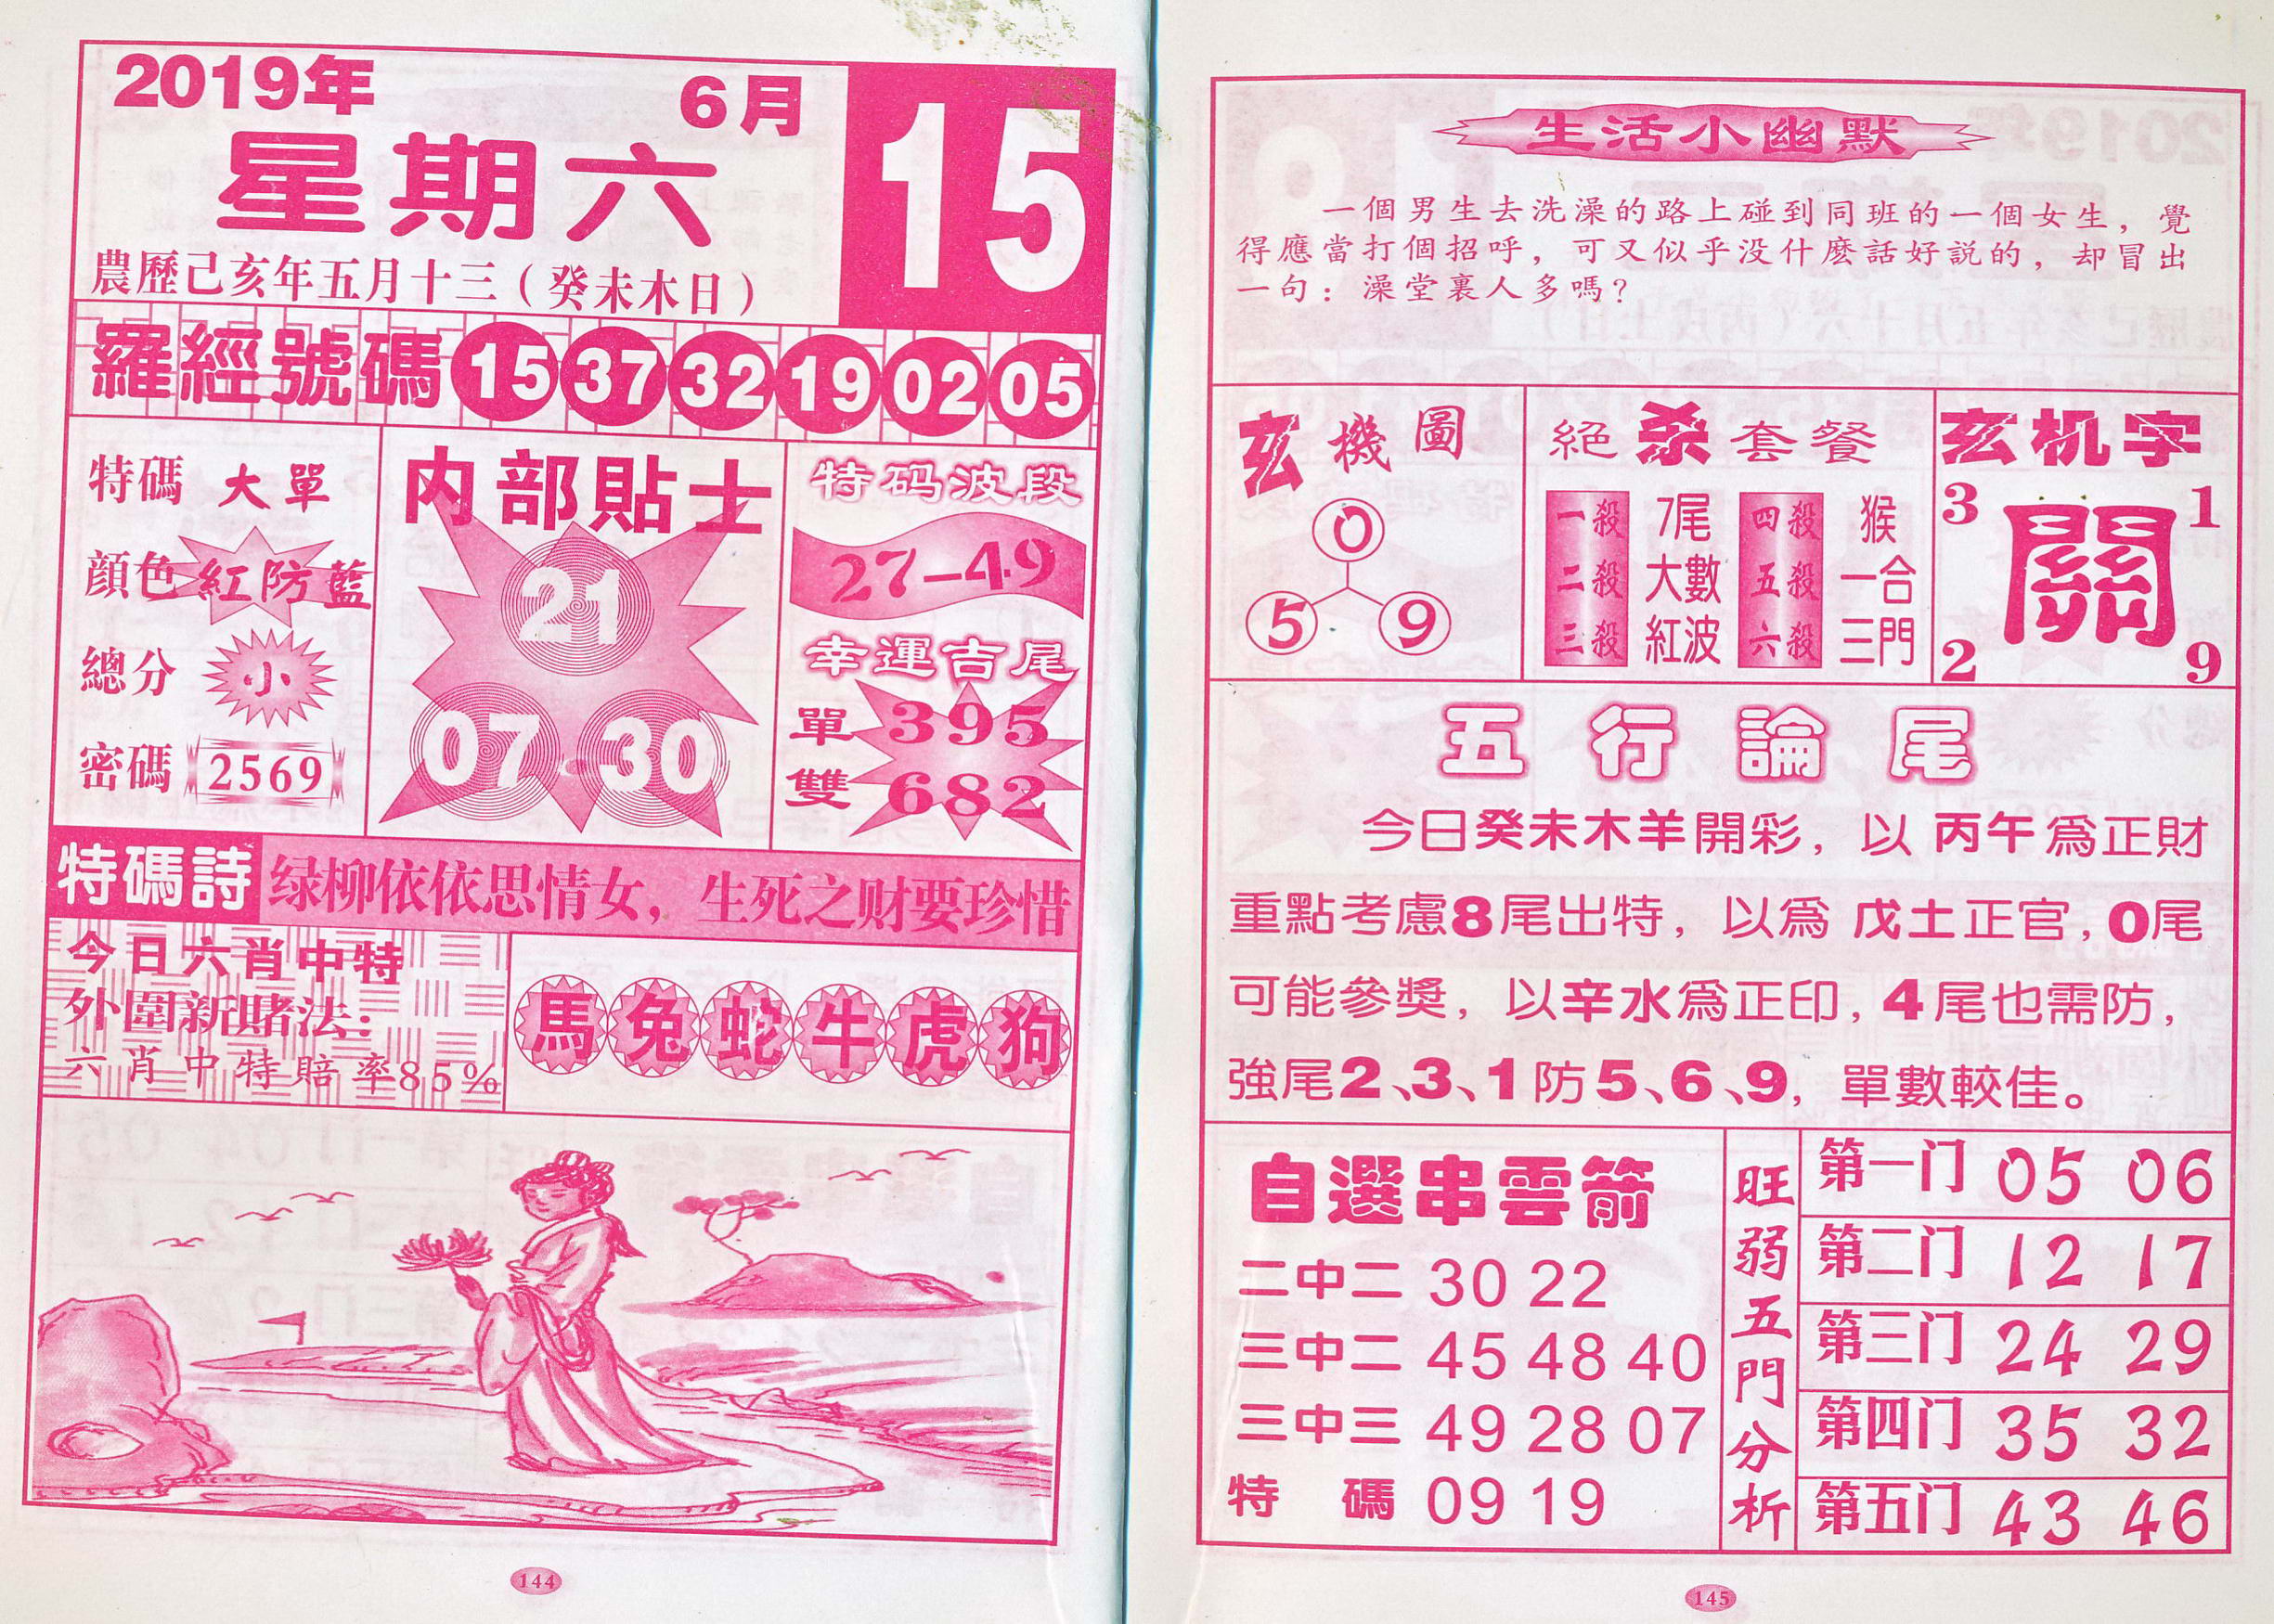 2019年
6月
15
星期六
農歷己亥年五月十三（癸未木日）
羅經號碼 15 37 32 19 02 05
特碼 大單
顔色 紅防藍
總分 小
密碼 2569
内部貼士
21
07 30
特码波段
27—49
幸運吉尾
單 395
雙 682
特碼詩 绿柳依依思情女，生死之财要珍惜
今日六肖中特
外圍新賭法：
六肖中特賠率85%
馬 兔 蛇 牛 虎 狗
144
生活小幽默
一個男生去洗澡的路上碰到同班的一個女生，覺
得應當打個招呼，可又似乎没什麽話好説的，却冒出
一句：澡堂裏人多嗎？
玄機圖
0
5 9
絕杀套餐
一殺 7尾 四殺 猴
二殺 大數 五殺 一合
三殺 紅波 六殺 三門
玄机字
3 1
關
2 9
五行論尾
今日癸未木羊開彩，以丙午爲正財
重點考慮8尾出特，以爲戊土正官，0尾
可能參獎，以辛水爲正印，4尾也需防，
強尾2、3、1防5、6、9，單數較佳。
自選串雲箭
二中二 30 22
三中二 45 48 40
三中三 49 28 07
特碼 09 19
旺弱五門分析
第一门 05 06
第二门 12 17
第三门 24 29
第四门 35 32
第五门 43 46
145